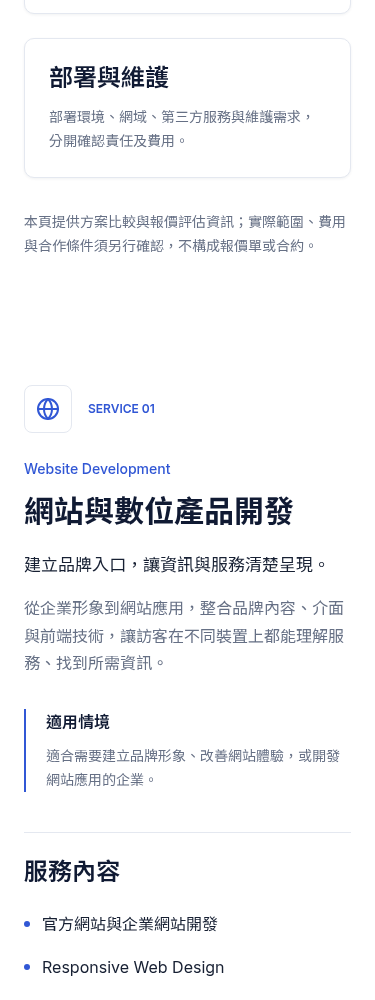 部署與維護
部署環境、網域、第三方服務與維護需求，
分開確認責任及費用。
本頁提供方案比較與報價評估資訊；實際範圍、費用
與合作條件須另行確認，不構成報價單或合約。
SERVICE 01
Website Development
網站與數位產品開發
建立品牌入口，讓資訊與服務清楚呈現。
從企業形象到網站應用，整合品牌內容、介面
與前端技術，讓訪客在不同裝置上都能理解服
務、找到所需資訊。
適用情境
適合需要建立品牌形象、改善網站體驗，或開發
網站應用的企業。
服務內容
官方網站與企業網站開發
Responsive Web Design